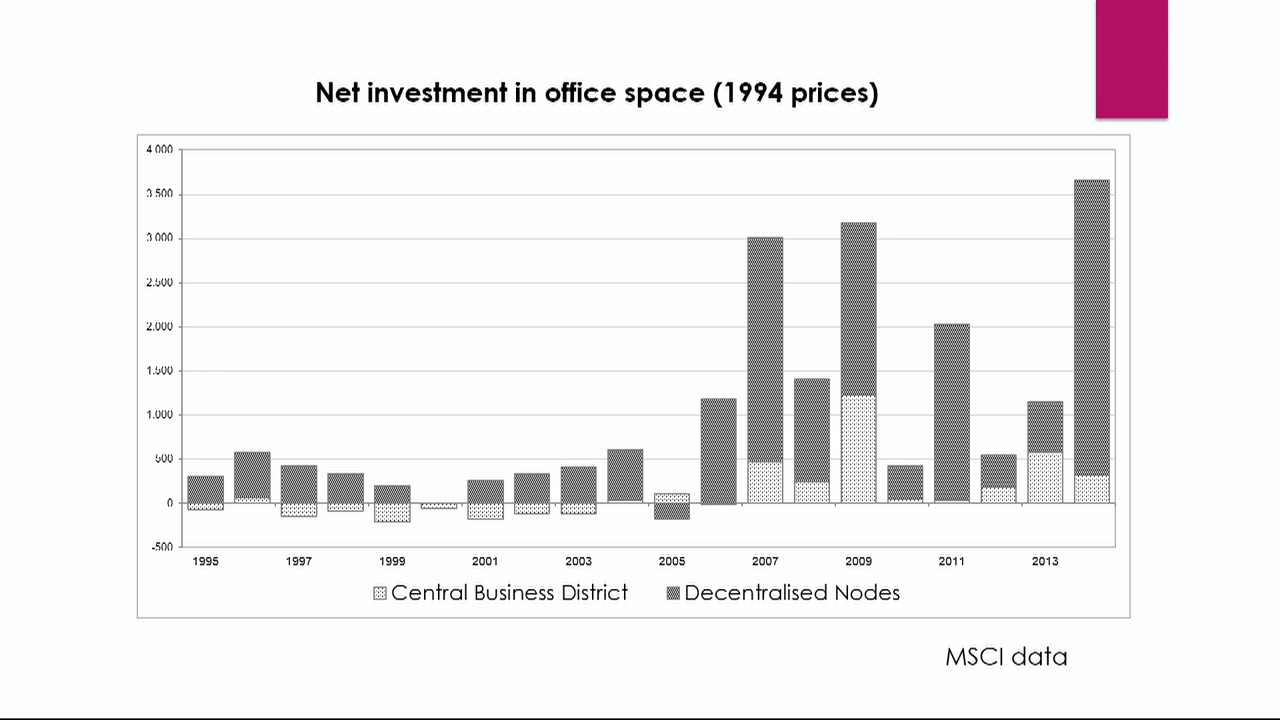 Net investment in office space (1994 prices)
4 000
3 500
3 000
2.500
2 000
1.500
1.000
500
0
-500
1995 1997 1999 2001 2003 2005 2007 2009 2011 2013
Central Business District Decentralised Nodes
MSCI data